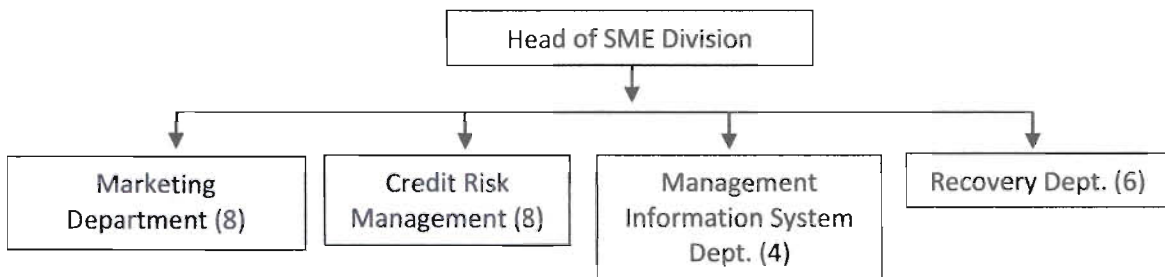 Head of SME Division
Marketing
Department (8)
Credit Risk
Management (8)
Management
Information System
Dept. (4)
Recovery Dept. (6)